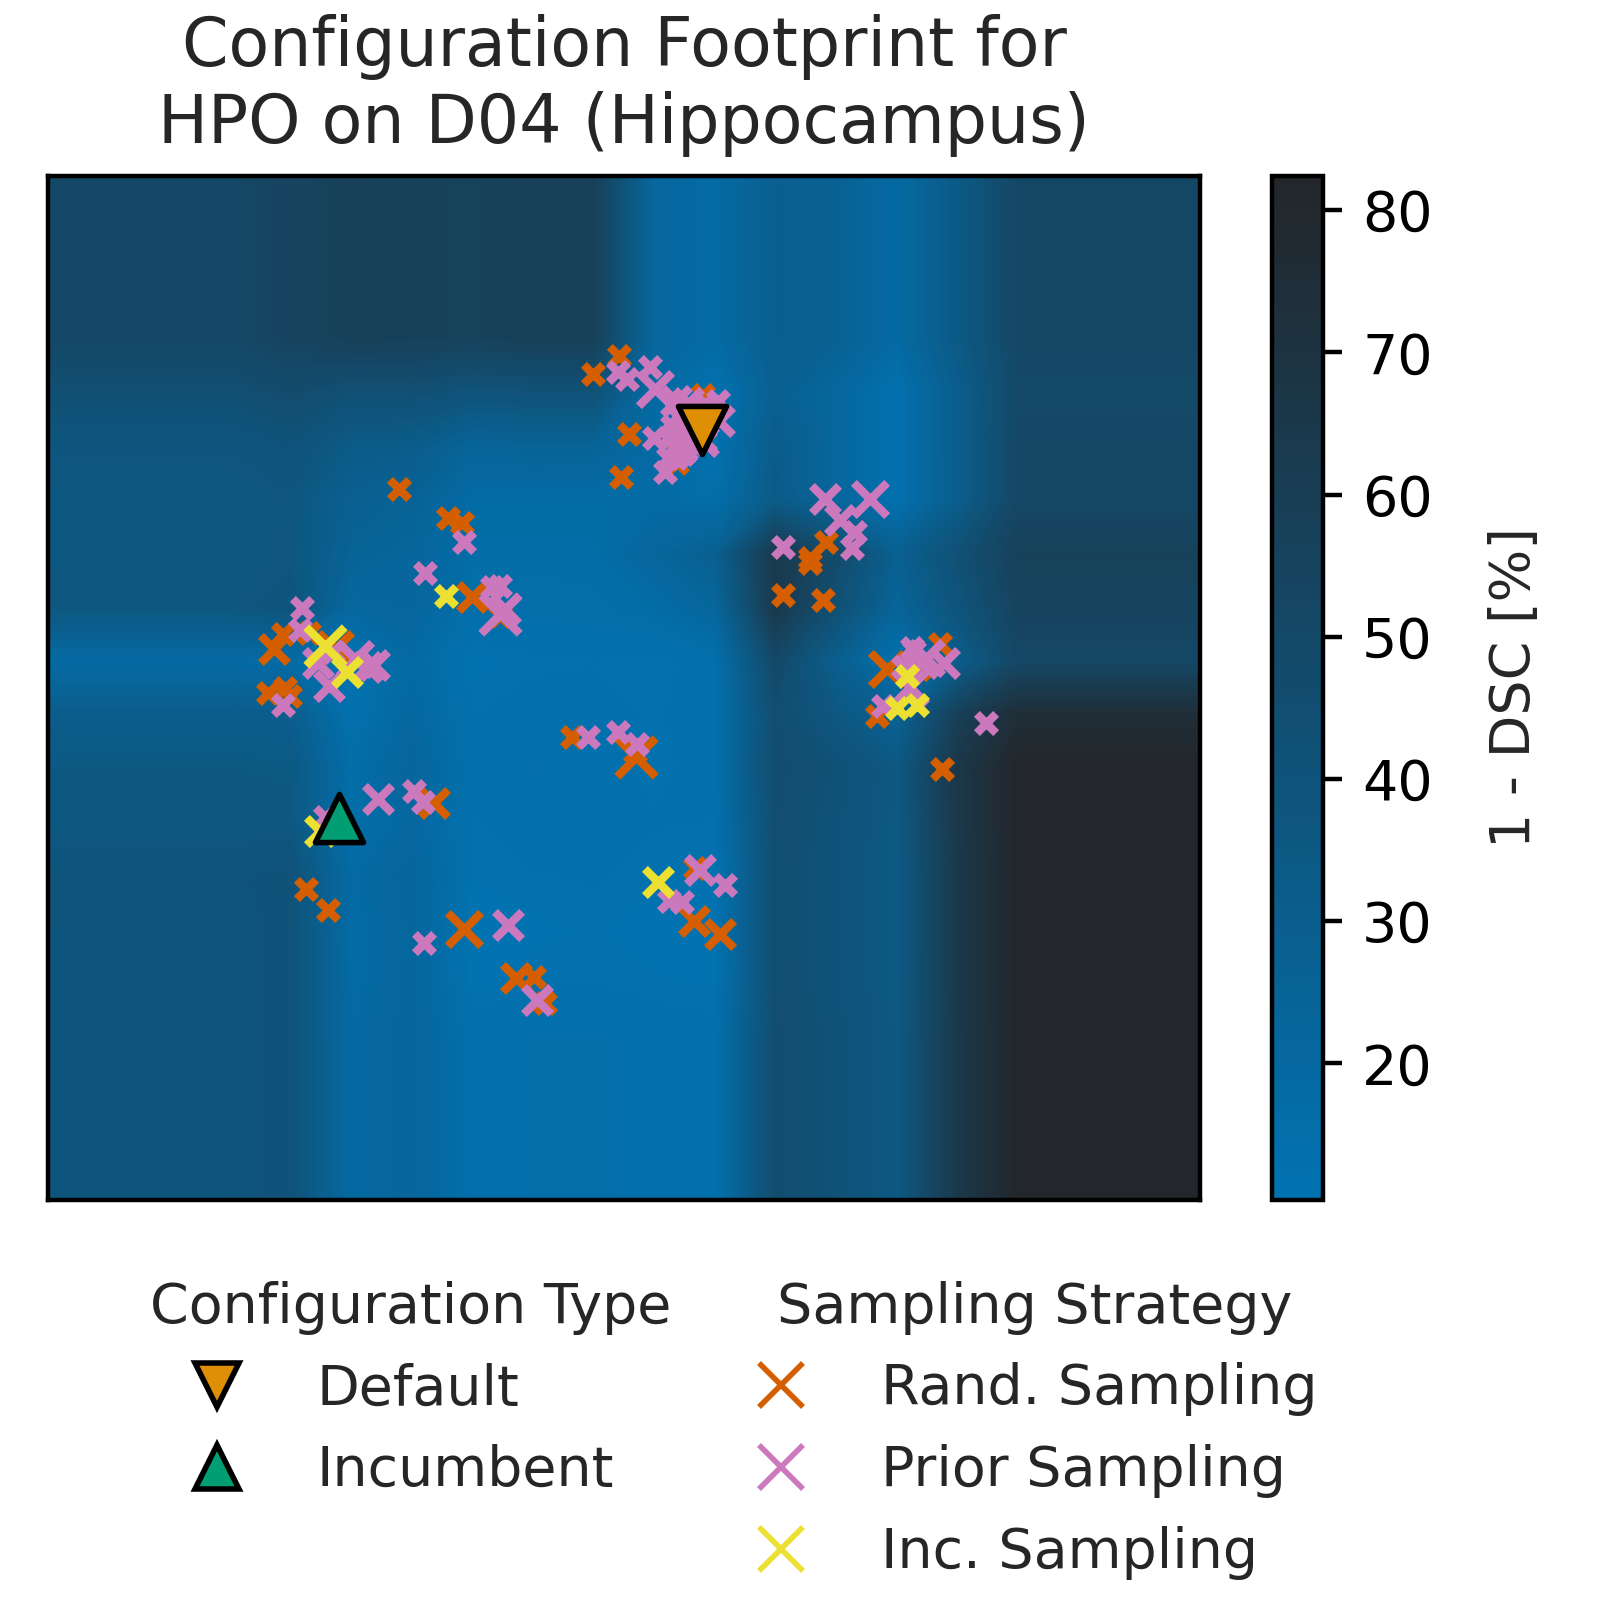 Configuration Footprint for
HPO on D04 (Hippocampus)
80
70
60
50
40
30
20
1 - DSC [%]
Configuration Type
Default
Incumbent
Sampling Strategy
Rand. Sampling
Prior Sampling
Inc. Sampling